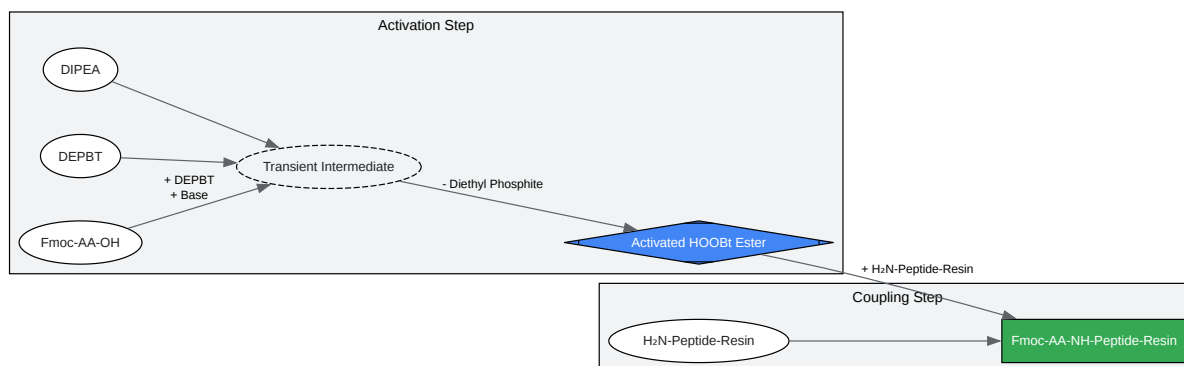 Activation Step
DIPEA
DEPBT
Transient Intermediate
+ DEPBT
+ Base
- Diethyl Phosphite
Fmoc-AA-OH
Activated HOOBt Ester
+ H₂N-Peptide-Resin
Coupling Step
H₂N-Peptide-Resin
Fmoc-AA-NH-Peptide-Resin